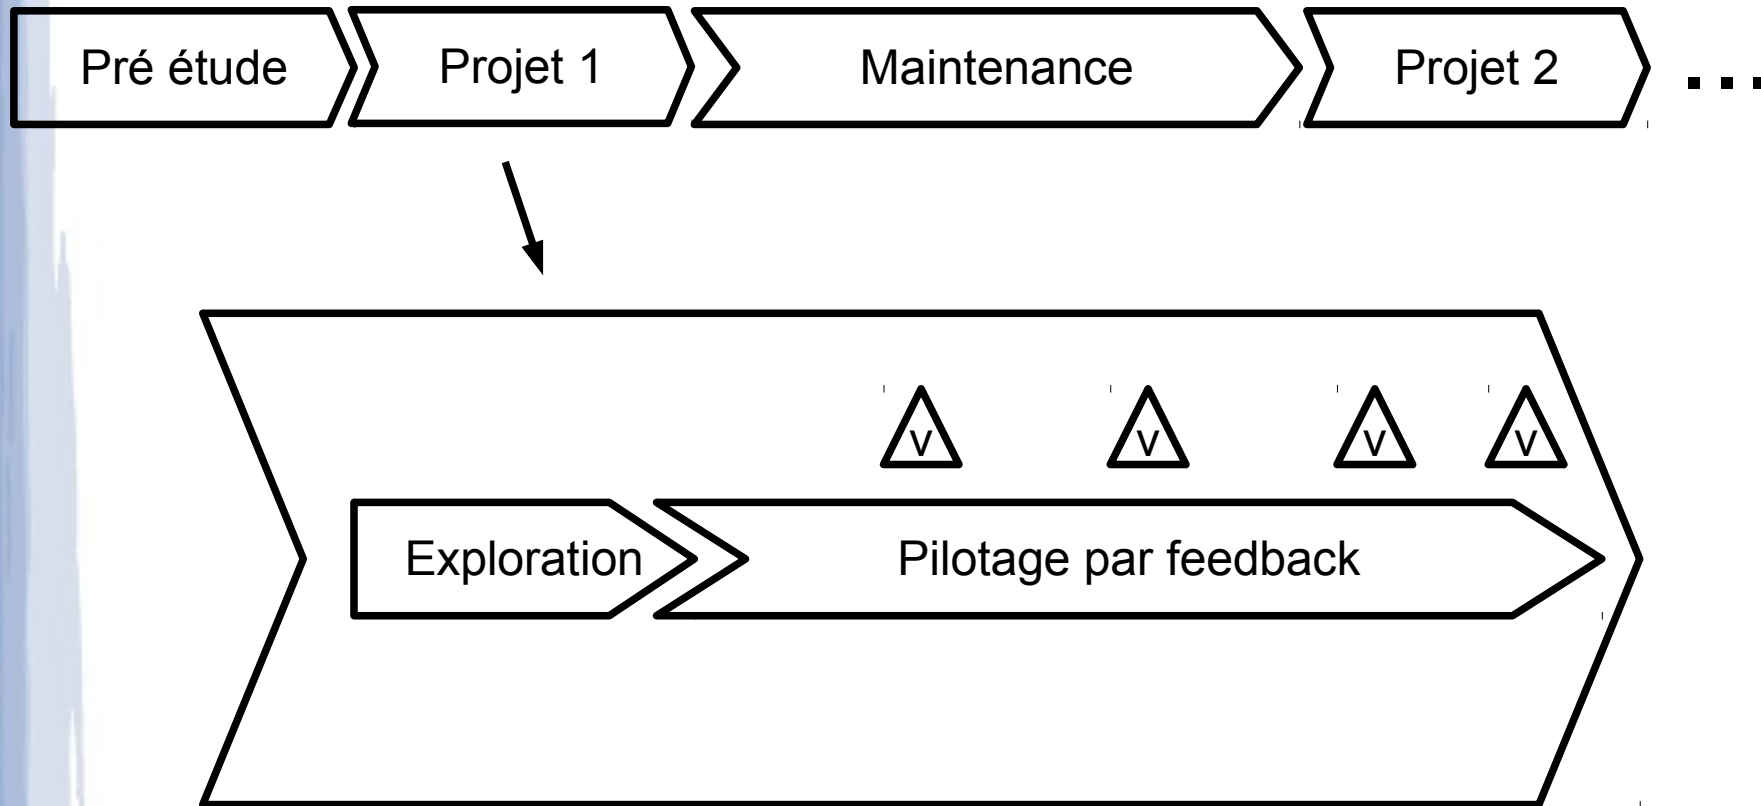 Pré étude
Projet 1
Maintenance
Projet 2
...
v
v
v
v
Exploration
Pilotage par feedback